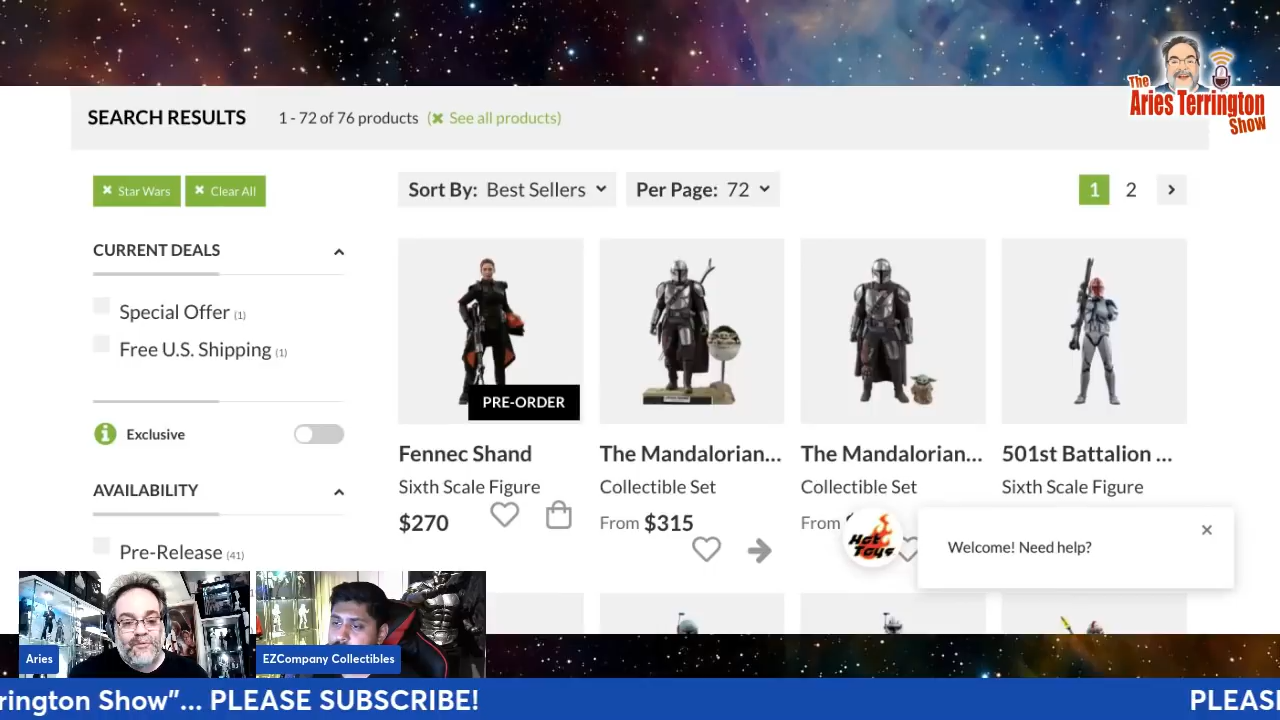 The
Aries Terrington
Show
SEARCH RESULTS
1 - 72 of 76 products (✖ See all products)
✖ Star Wars
✖ Clear All
Sort By: Best Sellers
Per Page: 72
1 2
CURRENT DEALS
Special Offer (1)
Free U.S. Shipping (1)
Exclusive
AVAILABILITY
Pre-Release (41)
PRE-ORDER
Fennec Shand
Sixth Scale Figure
$270
The Mandalorian...
Collectible Set
From $315
The Mandalorian...
Collectible Set
From
501st Battalion ...
Sixth Scale Figure
Hot
Toys
Welcome! Need help?
Aries
EZCompany Collectibles
rrington Show"... PLEASE SUBSCRIBE!
PLEAS